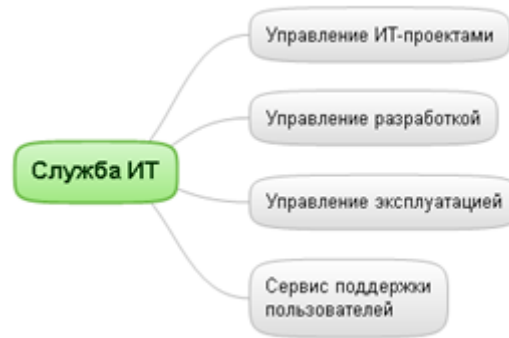 Управление ИТ-проектами
Управление разработкой
Служба ИТ
Управление эксплуатацией
Сервис поддержки
пользователей